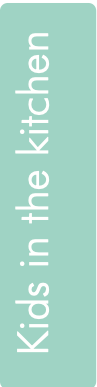 Kids in the kitchen